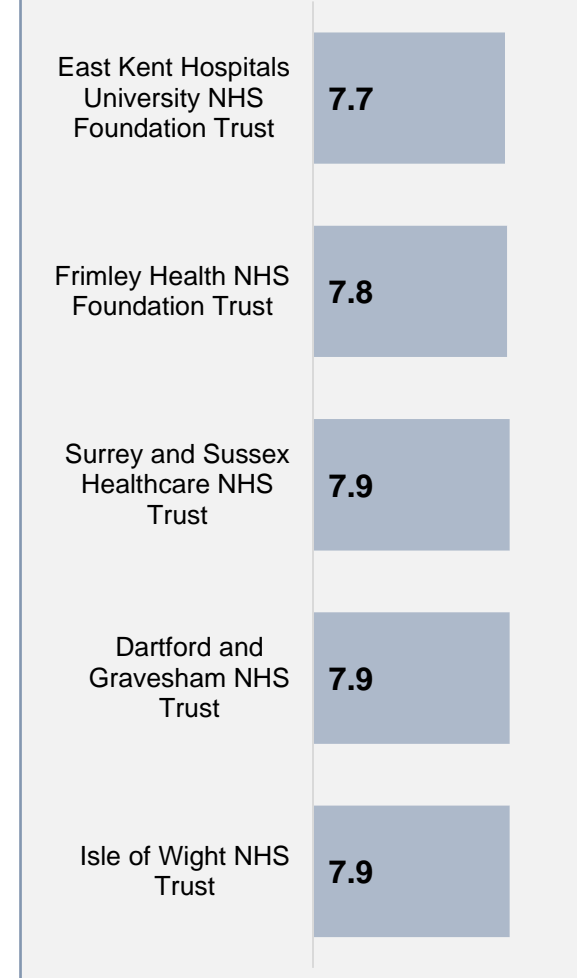 East Kent Hospitals
University NHS
Foundation Trust
7.7
Frimley Health NHS
Foundation Trust
7.8
Surrey and Sussex
Healthcare NHS
Trust
7.9
Dartford and
Gravesham NHS
Trust
7.9
Isle of Wight NHS
Trust
7.9